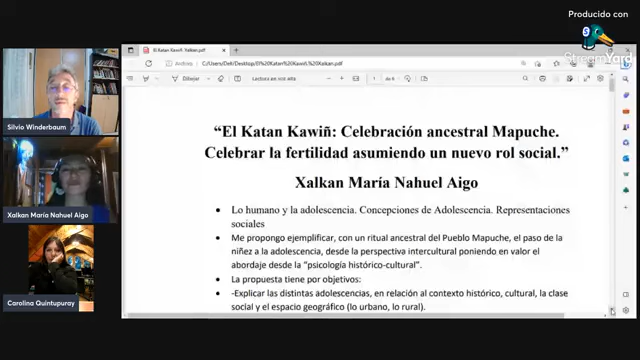 Producido con
StreamYard
El Katan Kawiñ. Xalkan.pdf
Archivo
C:/Users/Deli/Desktop/El%20Katan%20Kawiñ.%20Xalkan.pdf
Dibujar
Lectura en voz alta
1
de 6
“El Katan Kawiñ: Celebración ancestral Mapuche.
Celebrar la fertilidad asumiendo un nuevo rol social.”
Xalkan María Nahuel Aigo
• Lo humano y la adolescencia. Concepciones de Adolescencia. Representaciones
sociales
• Me propongo ejemplificar, con un ritual ancestral del Pueblo Mapuche, el paso de la
niñez a la adolescencia, desde la perspectiva intercultural poniendo en valor el
abordaje desde la “psicología histórico-cultural”.
• La propuesta tiene por objetivos:
• -Explicar las distintas adolescencias, en relación al contexto histórico, cultural, la clase
social y el espacio geográfico (lo urbano, lo rural).
Silvio Winderbaum
Xalkan María Nahuel Aigo
Carolina Quintupuray